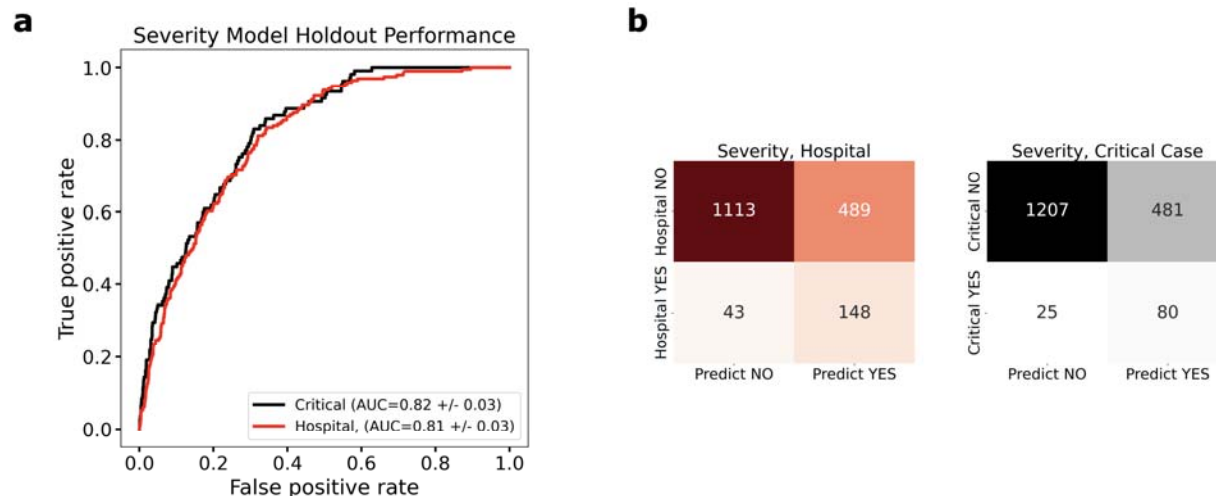 a
Severity Model Holdout Performance
True positive rate
1.0
0.8
0.6
0.4
0.2
0.0
Critical (AUC=0.82 +/- 0.03)
Hospital, (AUC=0.81 +/- 0.03)
0.0 0.2 0.4 0.6 0.8 1.0
False positive rate
b
Severity, Hospital
Hospital NO
1113 489
Hospital YES
43 148
Predict NO Predict YES
Severity, Critical Case
Critical NO
1207 481
Critical YES
25 80
Predict NO Predict YES